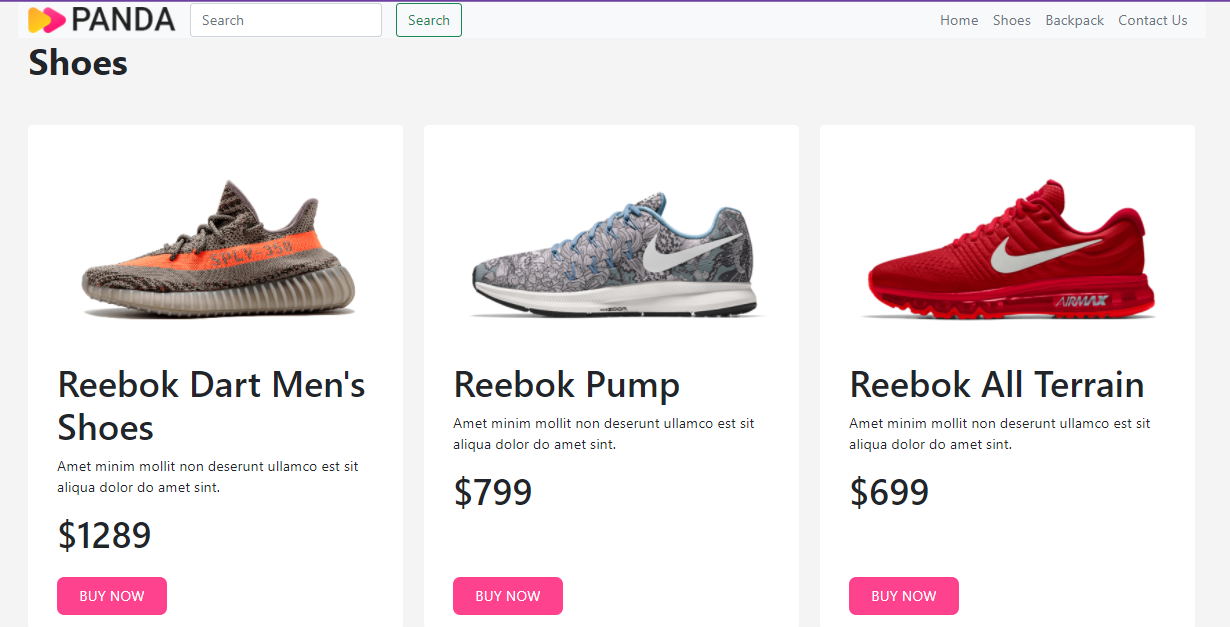 PANDA Search Search Home Shoes Backpack Contact Us
Shoes
SPLY-350
ZOOM
AIRMAX
Reebok Dart Men's
Shoes
Amet minim mollit non deserunt ullamco est sit
aliqua dolor do amet sint.
$1289
BUY NOW
Reebok Pump
Amet minim mollit non deserunt ullamco est sit
aliqua dolor do amet sint.
$799
BUY NOW
Reebok All Terrain
Amet minim mollit non deserunt ullamco est sit
aliqua dolor do amet sint.
$699
BUY NOW